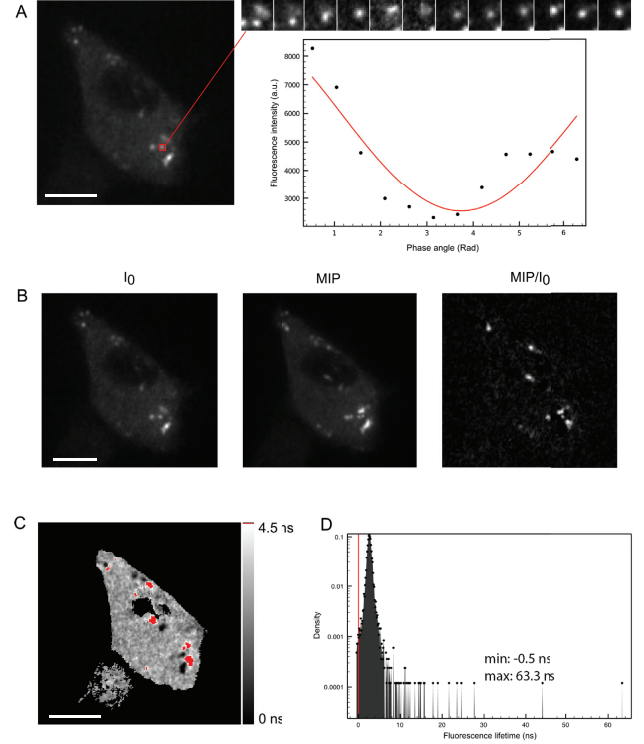 A
8000
7000
6000
5000
4000
3000
Fluorescence intensity (a.u.)
1 2 3 4 5 6
Phase angle (Rad)
B
I0 MIP MIP/I0
C
4.5 ns
0 ns
D
0.1
0.01
0.001
0.0001
Density
min: -0.5 ns
max: 63.3 ns
0 10 20 30 40 50 60
Fluorescence lifetime (ns)